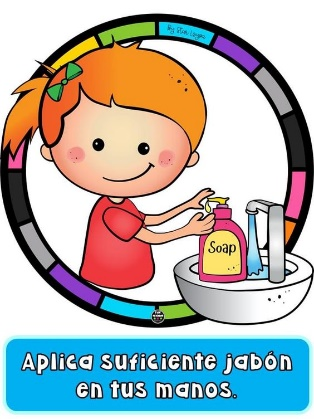 Soap
Aplica suficiente jabón
en tus manos.